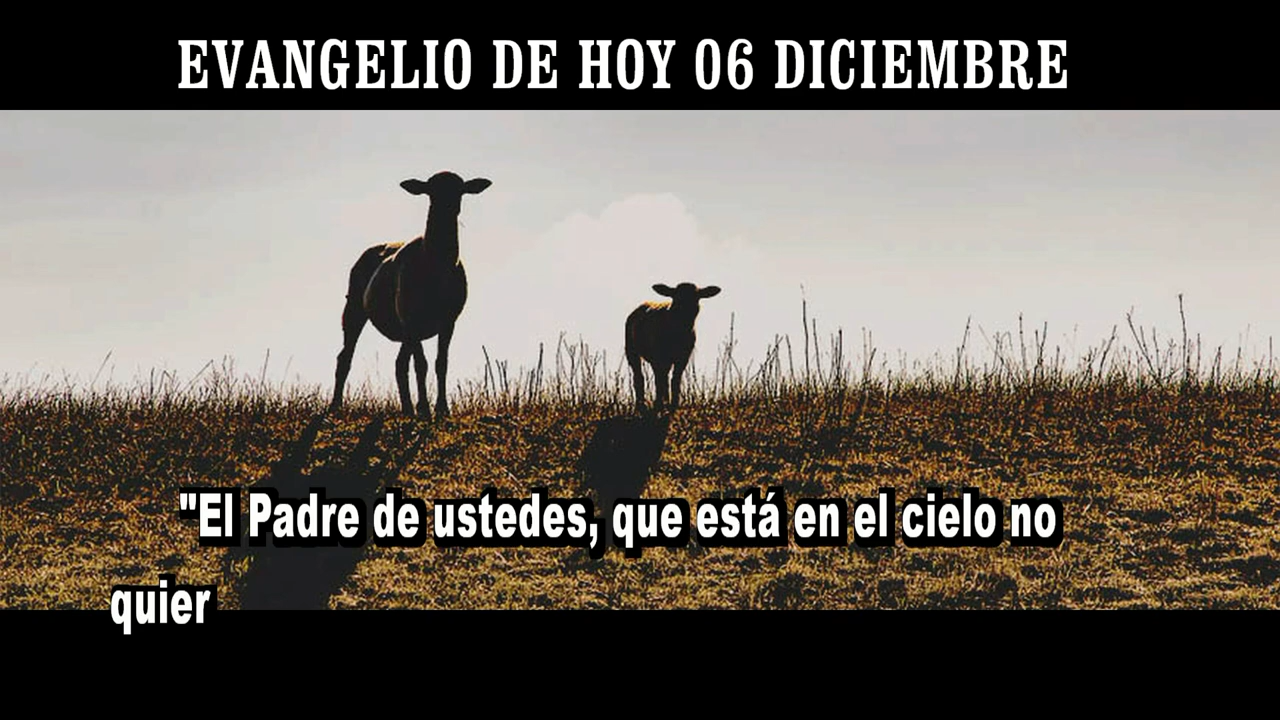 EVANGELIO DE HOY 06 DICIEMBRE
"El Padre de ustedes, que está en el cielo no
quier